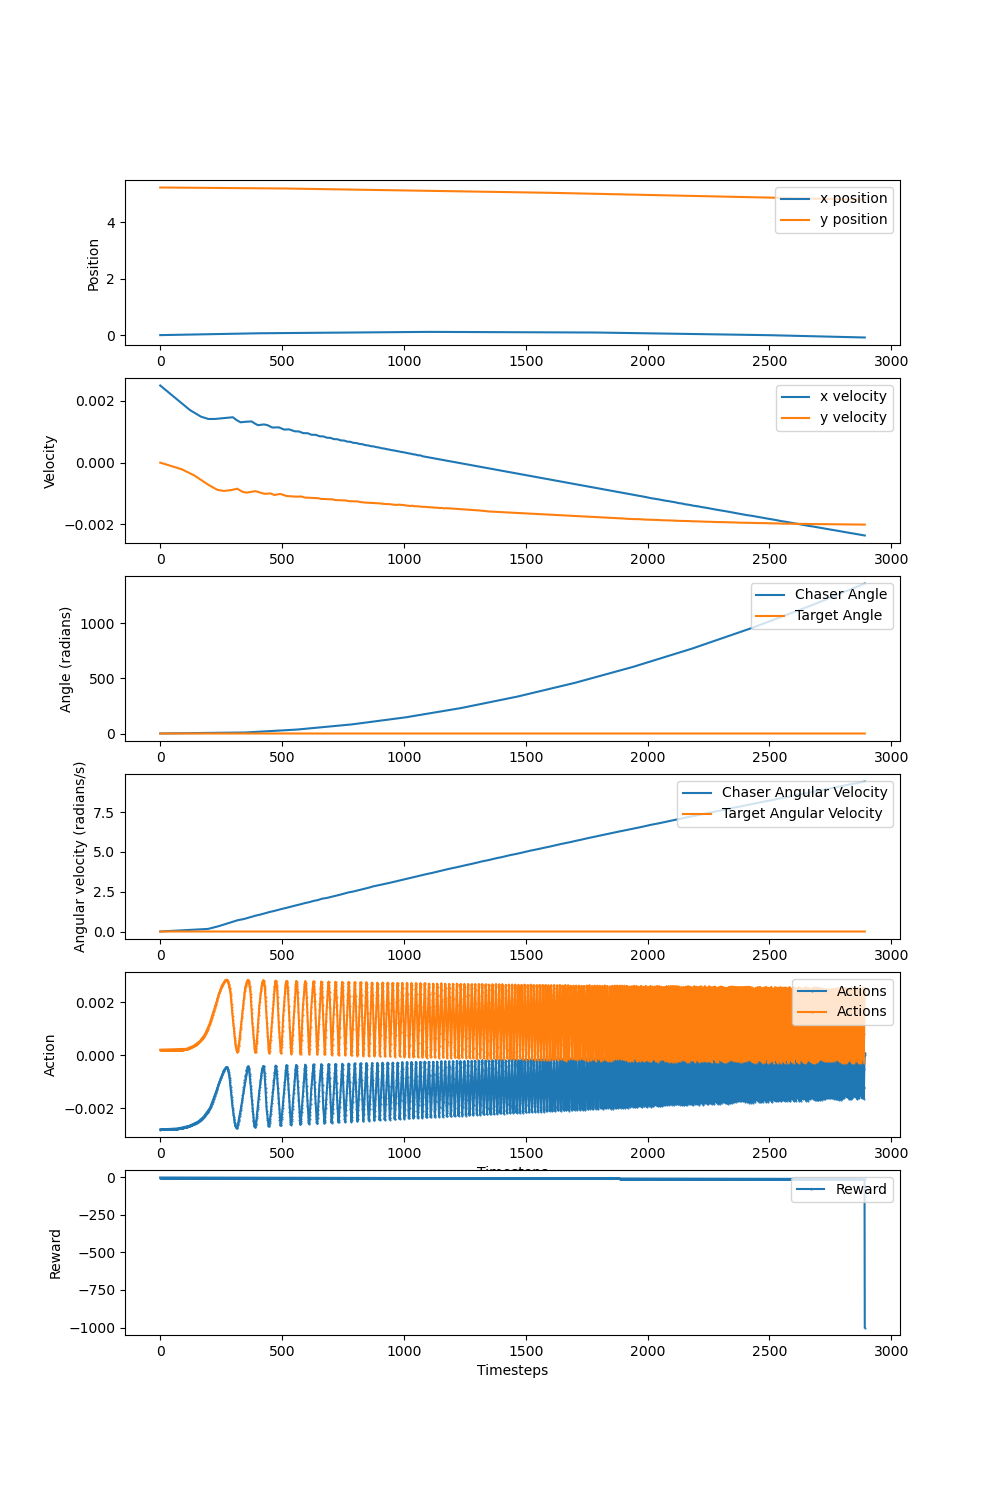 x position
y position
4
2
0
Position
0 500 1000 1500 2000 2500 3000
x velocity
y velocity
0.002
0.000
−0.002
Velocity
0 500 1000 1500 2000 2500 3000
Chaser Angle
Target Angle
1000
500
0
Angle (radians)
0 500 1000 1500 2000 2500 3000
Chaser Angular Velocity
Target Angular Velocity
7.5
5.0
2.5
0.0
Angular velocity (radians/s)
0 500 1000 1500 2000 2500 3000
Actions
Actions
0.002
0.000
−0.002
Action
0 500 1000 1500 2000 2500 3000
Timesteps
Reward
0
−250
−500
−750
−1000
Reward
0 500 1000 1500 2000 2500 3000
Timesteps